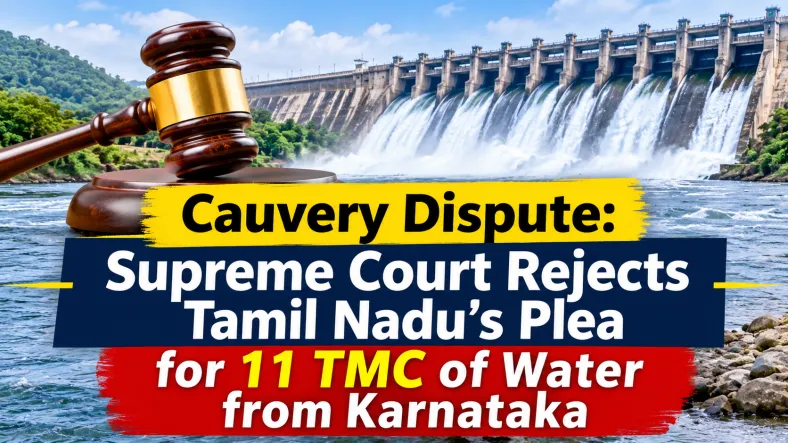 Cauvery Dispute:
Supreme Court Rejects
Tamil Nadu's Plea
for 11 TMC of Water
from Karnataka